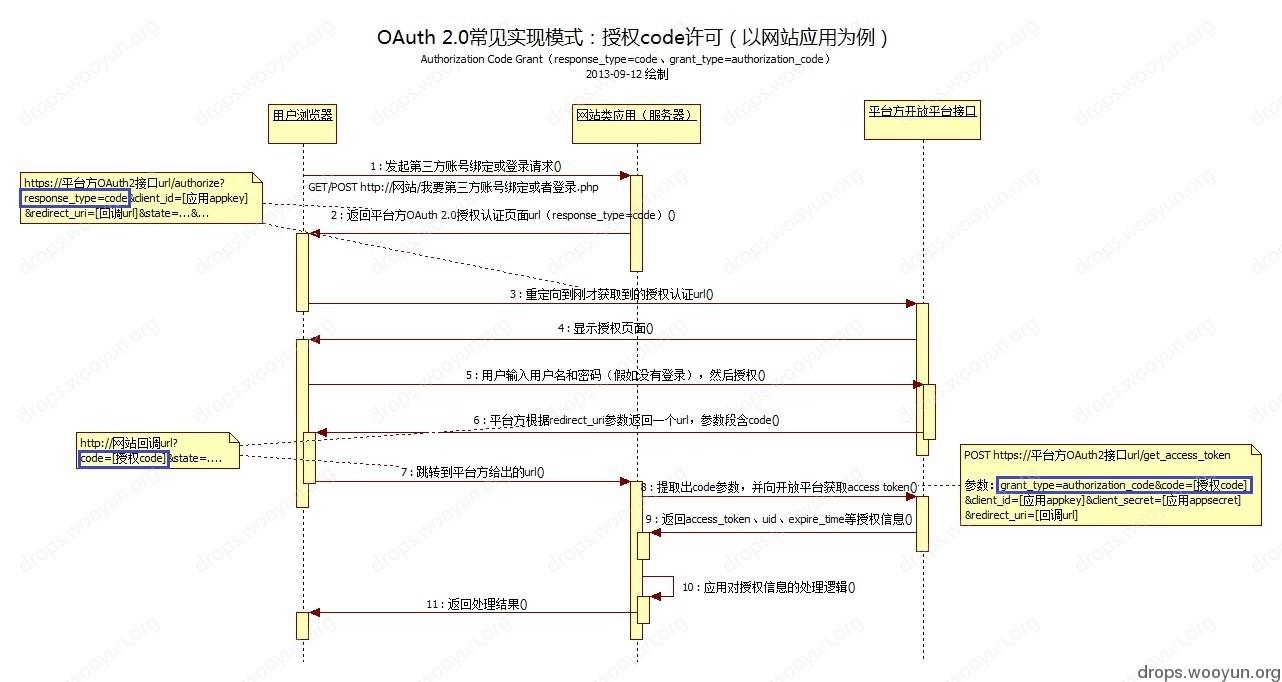 OAuth 2.0常见实现模式：授权code许可（以网站应用为例）
Authorization Code Grant（response_type=code、grant_type=authorization_code）
2013-09-12 绘制
用户浏览器
网站类应用（服务器）
平台方开放平台接口
1 : 发起第三方账号绑定或登录请求()
https://平台方OAuth2接口url/authorize?
response_type=code&client_id=[应用appkey]
&redirect_uri=[回调url]&state=...&...
GET/POST http://网站/我要第三方账号绑定或者登录.php
2 : 返回平台方OAuth 2.0授权认证页面url（response_type=code）()
3 : 重定向到刚才获取到的授权认证url()
4 : 显示授权页面()
5 : 用户输入用户名和密码（假如没有登录），然后授权()
6 : 平台方根据redirect_uri参数返回一个url，参数段含code()
http://网站回调url?
code=[授权code]&state=....
7 : 跳转到平台方给出的url()
POST https://平台方OAuth2接口url/get_access_token
参数: grant_type=authorization_code&code=[授权code]
&client_id=[应用appkey]&client_secret=[应用appsecret]
&redirect_uri=[回调url]
8 : 提取出code参数，并向开放平台获取access token()
9 : 返回access_token、uid、expire_time等授权信息()
10 : 应用对授权信息的处理逻辑()
11 : 返回处理结果()
drops.wooyun.org